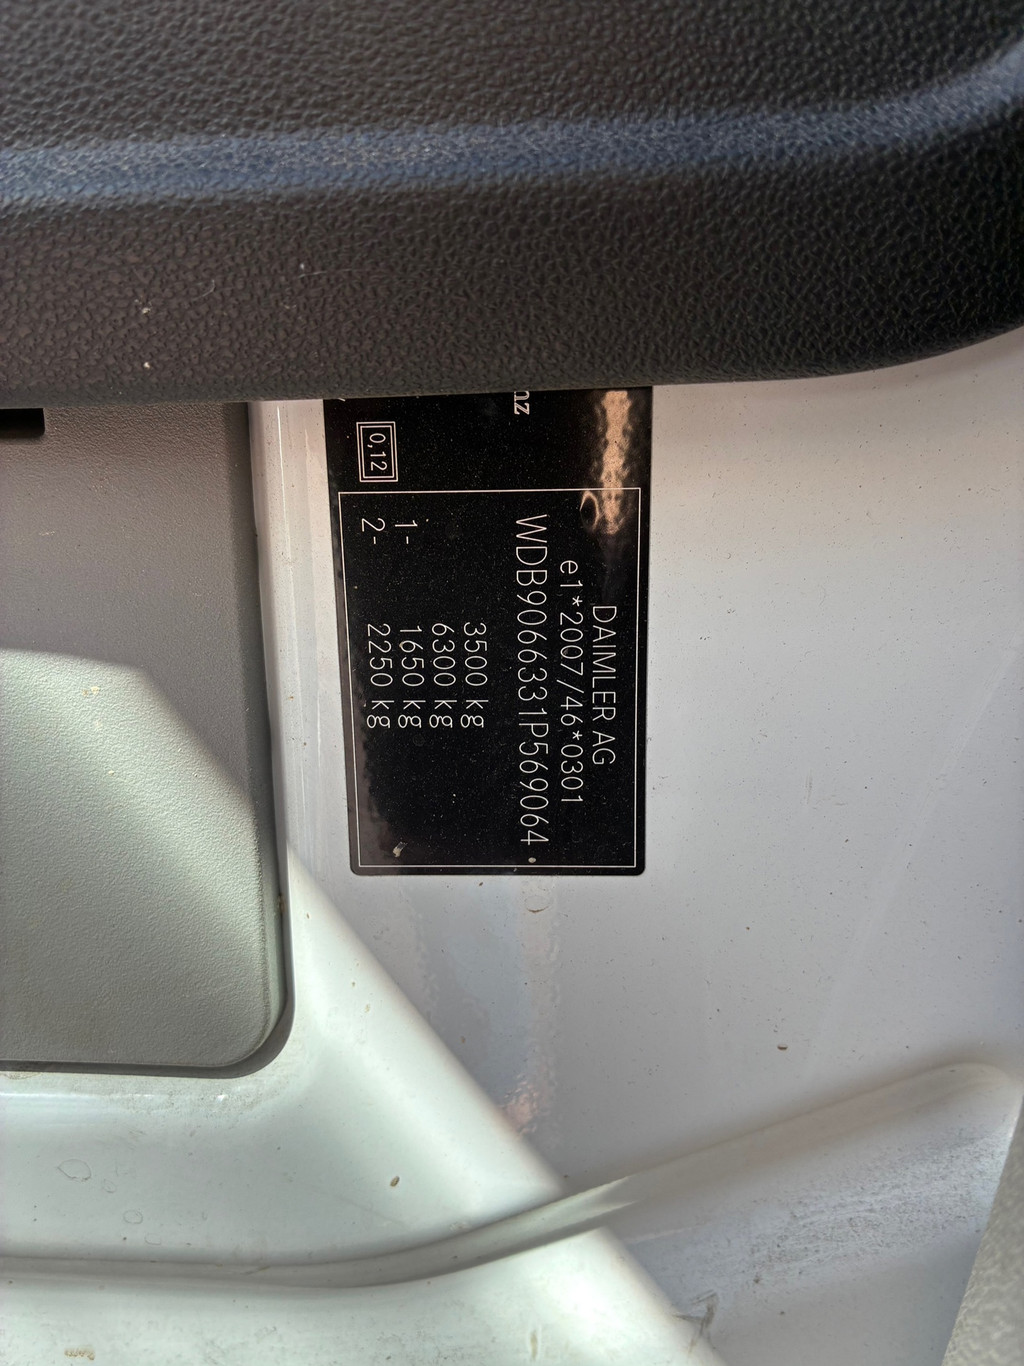 DAIMLER AG
e1*2007/46*0301
WDB9066331P569064
3500 kg
6300 kg
1- 1650 kg
2- 2250 kg
0,12